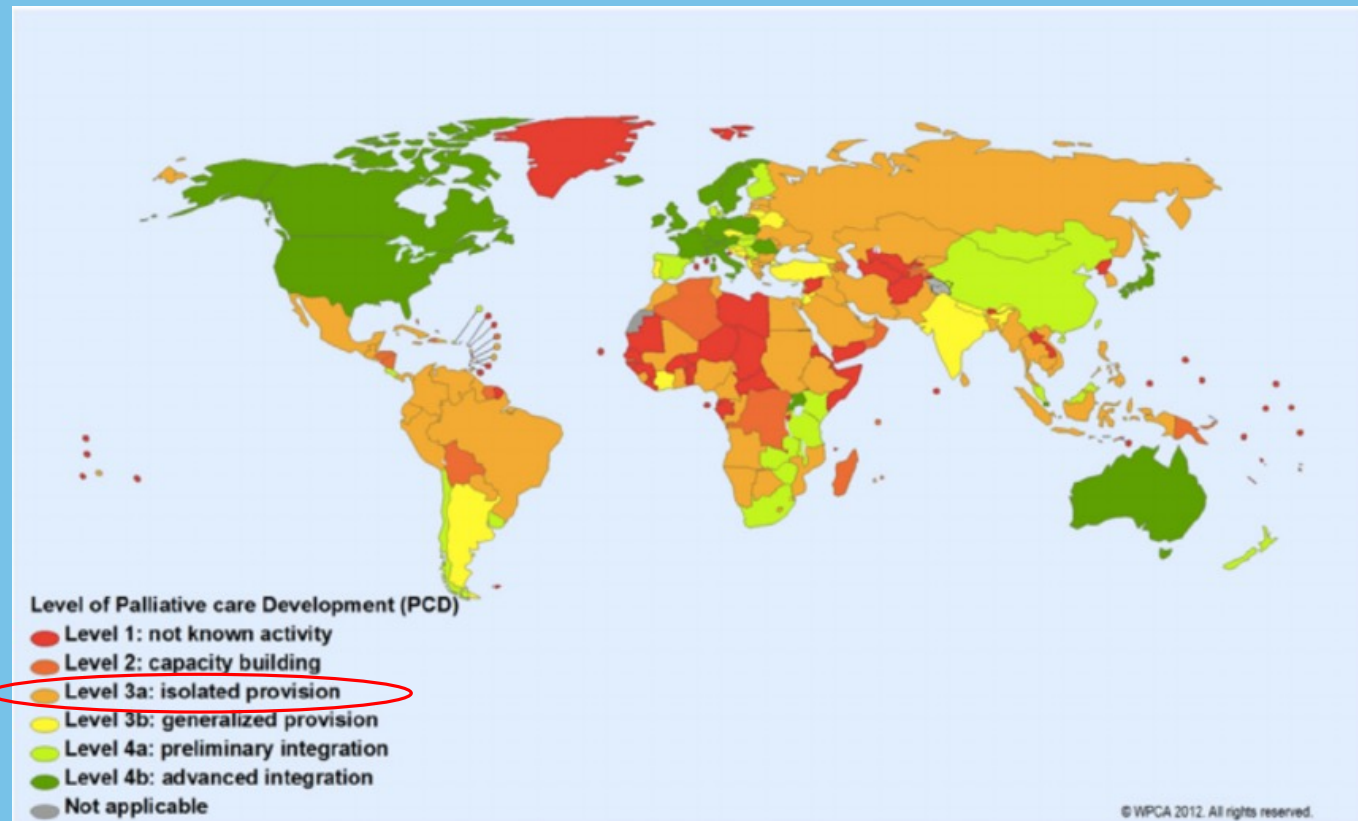 Level of Palliative care Development (PCD)
Level 1: not known activity
Level 2: capacity building
Level 3a: isolated provision
Level 3b: generalized provision
Level 4a: preliminary integration
Level 4b: advanced integration
Not applicable
© WPCA 2012. All rights reserved.